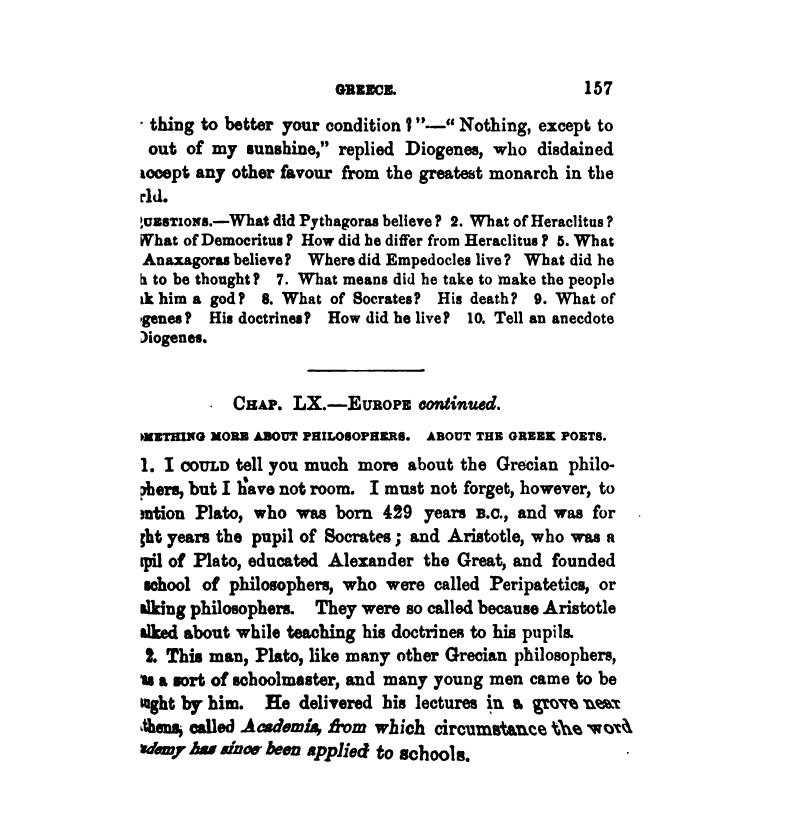 GREECE. 157
thing to better your condition?"—"Nothing, except to
out of my sunshine," replied Diogenes, who disdained
accept any other favour from the greatest monarch in the
rld.
QUESTIONS.—What did Pythagoras believe? 2. What of Heraclitus?
What of Democritus? How did he differ from Heraclitus? 5. What
Anaxagoras believe? Where did Empedocles live? What did he
h to be thought? 7. What means did he take to make the people
nk him a god? 8. What of Socrates? His death? 9. What of
genes? His doctrines? How did he live? 10. Tell an anecdote
Diogenes.
CHAP. LX.—EUROPE continued.
OMETHING MORE ABOUT PHILOSOPHERS. ABOUT THE GREEK POETS.
1. I COULD tell you much more about the Grecian philo-
phers, but I have not room. I must not forget, however, to
ention Plato, who was born 429 years B.C., and was for
ght years the pupil of Socrates; and Aristotle, who was a
upil of Plato, educated Alexander the Great, and founded
school of philosophers, who were called Peripatetics, or
alking philosophers. They were so called because Aristotle
alked about while teaching his doctrines to his pupils.
2. This man, Plato, like many other Grecian philosophers,
as a sort of schoolmaster, and many young men came to be
aught by him. He delivered his lectures in a grove near
Athens, called Academia, from which circumstance the word
ademy has since been applied to schools.